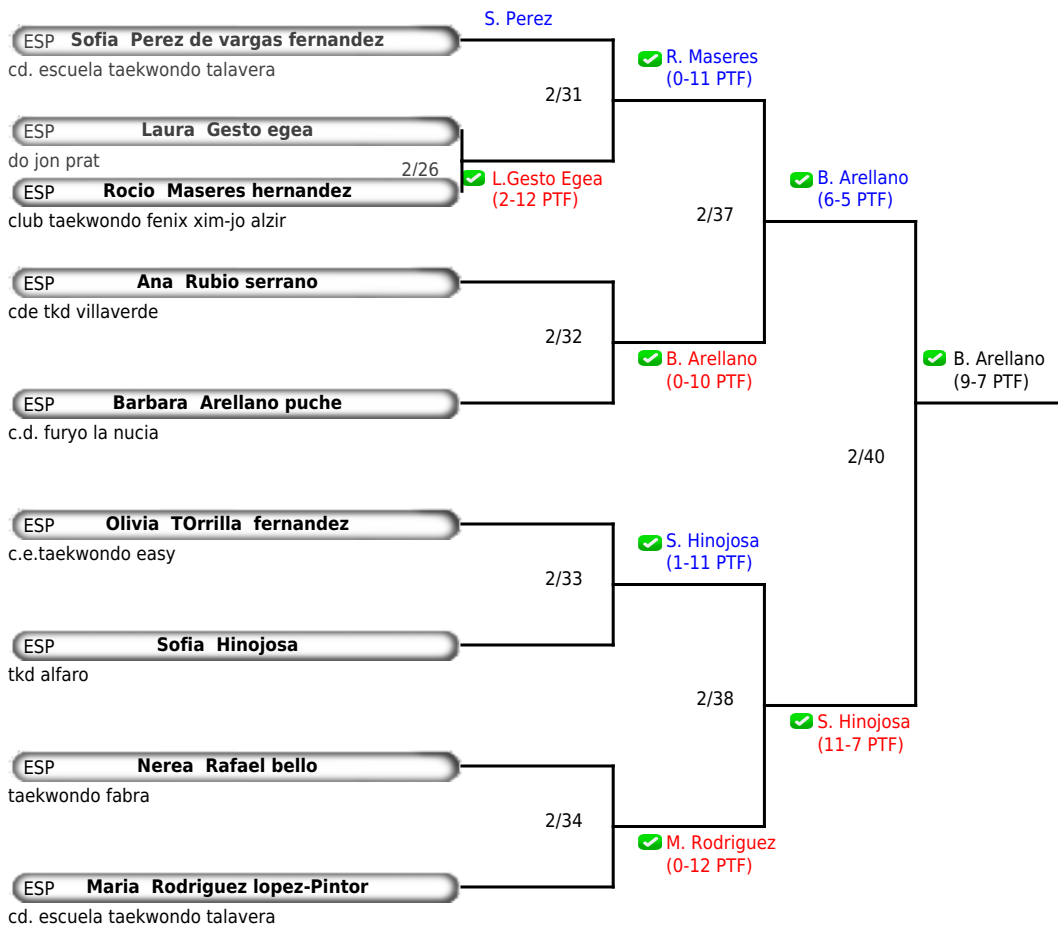 S. Perez
ESP Sofia Perez de vargas fernandez
cd. escuela taekwondo talavera
R. Maseres
(0-11 PTF)
2/31
ESP Laura Gesto egea
do jon prat
2/26
ESP Rocio Maseres hernandez
club taekwondo fenix xim-jo alzir
L.Gesto Egea
(2-12 PTF)
B. Arellano
(6-5 PTF)
2/37
ESP Ana Rubio serrano
cde tkd villaverde
2/32
B. Arellano
(0-10 PTF)
B. Arellano
(9-7 PTF)
ESP Barbara Arellano puche
c.d. furyo la nucia
2/40
ESP Olivia TOrrilla fernandez
c.e.taekwondo easy
S. Hinojosa
(1-11 PTF)
2/33
ESP Sofia Hinojosa
tkd alfaro
2/38
S. Hinojosa
(11-7 PTF)
ESP Nerea Rafael bello
taekwondo fabra
2/34
M. Rodriguez
(0-12 PTF)
ESP Maria Rodriguez lopez-Pintor
cd. escuela taekwondo talavera